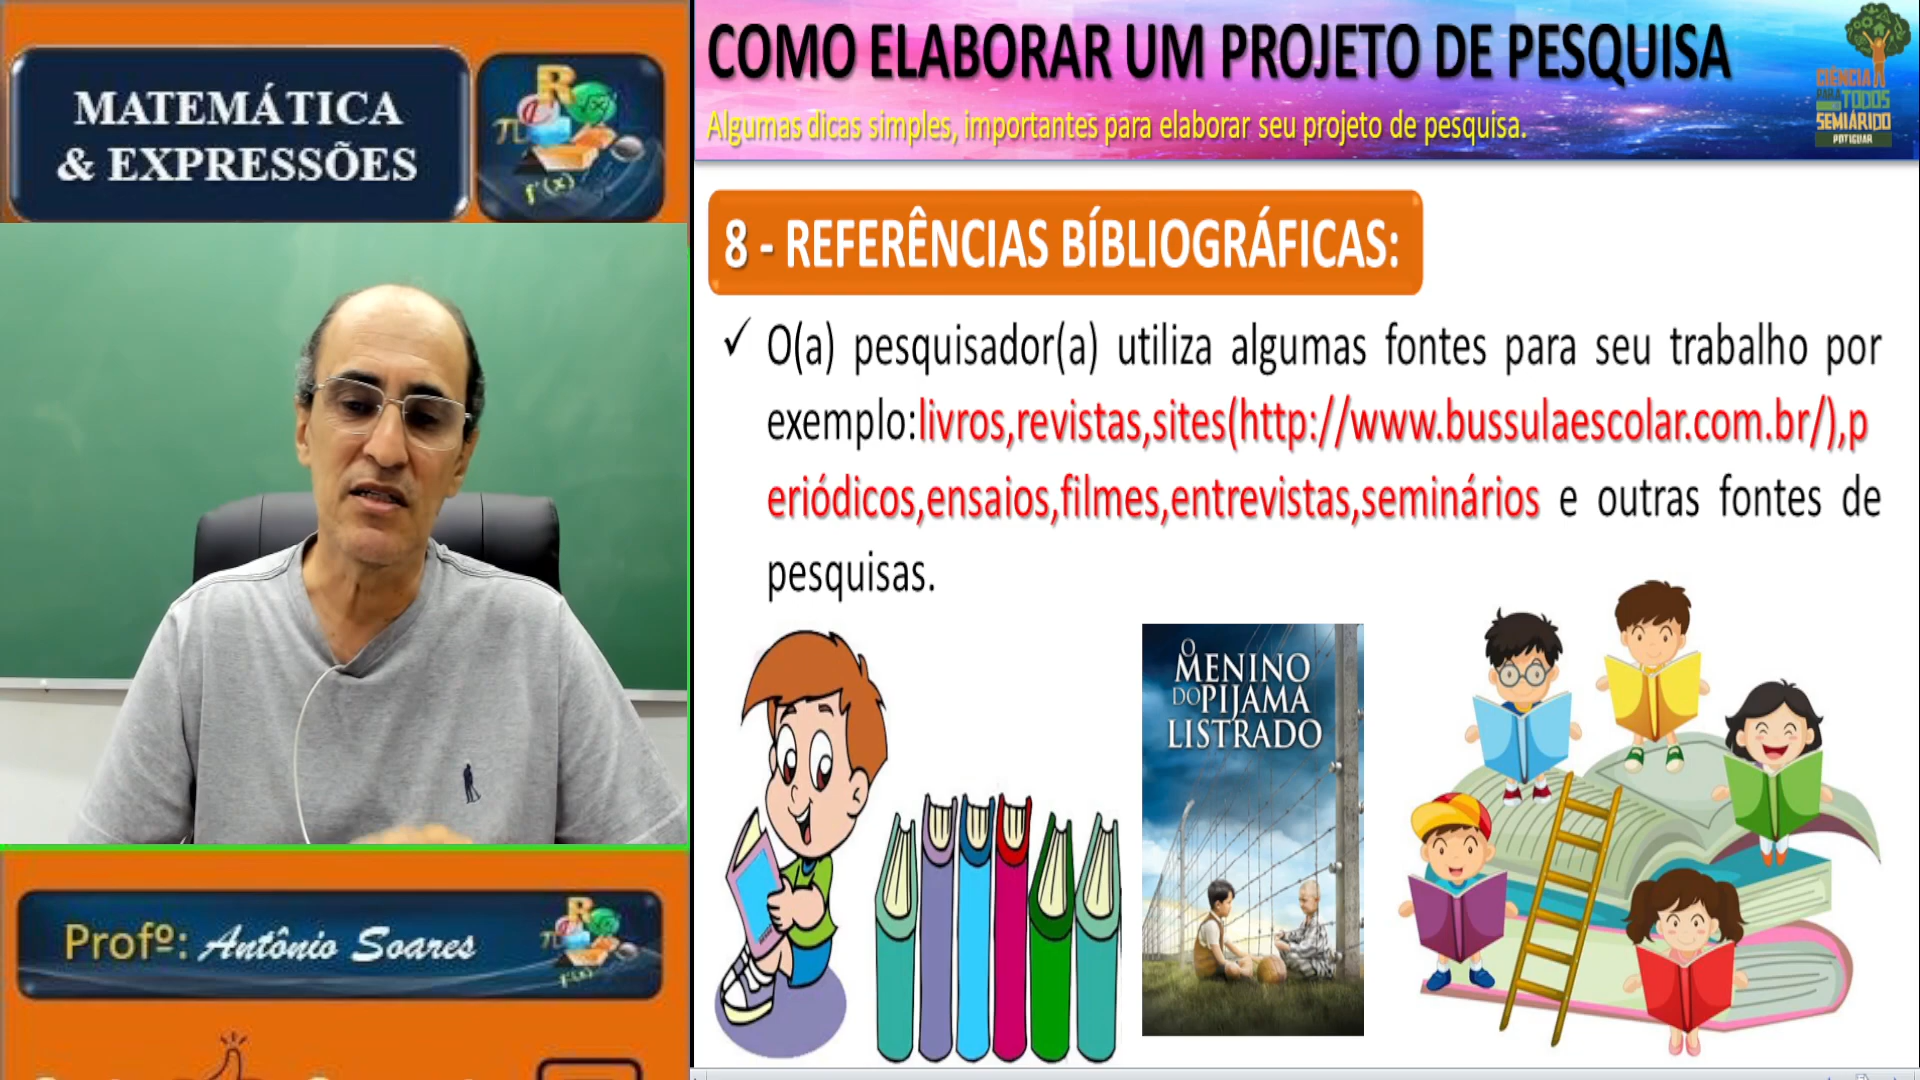 MATEMÁTICA
& EXPRESSÕES
R
π
f'(x)
COMO ELABORAR UM PROJETO DE PESQUISA
Algumas dicas simples, importantes para elaborar seu projeto de pesquisa.
CIÊNCIA
PARA TODOS
SEMIÁRIDO
POTIGUAR
8 - REFERÊNCIAS BÍBLIOGRÁFICAS:
✓ O(a) pesquisador(a) utiliza algumas fontes para seu trabalho por
exemplo:livros,revistas,sites(http://www.bussulaescolar.com.br/),p
eriódicos,ensaios,filmes,entrevistas,seminários e outras fontes de
pesquisas.
O
MENINO
DO PIJAMA
LISTRADO
Profº: Antônio Soares
R